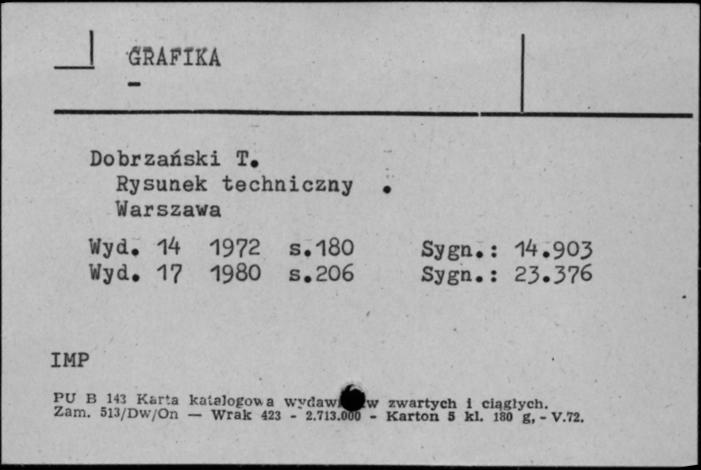 GRAFIKA
Dobrzański T.
Rysunek techniczny .
Warszawa
Wyd. 14 1972 s.180 Sygn.: 14.903
Wyd. 17 1980 s.206 Sygn.: 23.376
IMP
PU B 143 Karta katalogowa zwartych i ciągłych.
Zam. 513/Dw/On — Wrak 423 - 2.713.000 - Karton 5 kl. 180 g, - V.72.